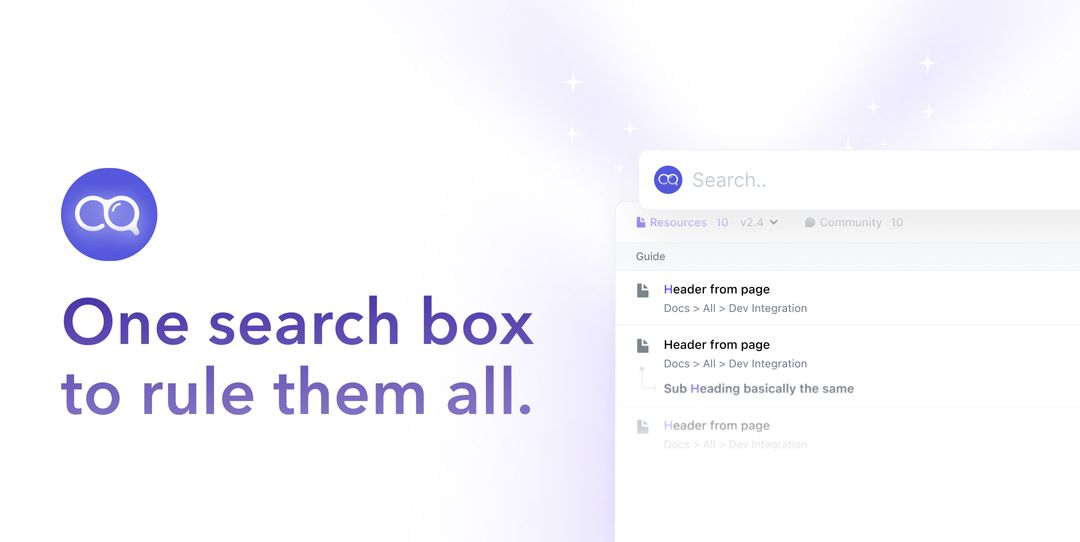 One search box
to rule them all.
Search..
Resources 10 v2.4 Community 10
Guide
Header from page
Docs > All > Dev Integration
Header from page
Docs > All > Dev Integration
Sub Heading basically the same
Header from page
Docs > All > Dev Integration